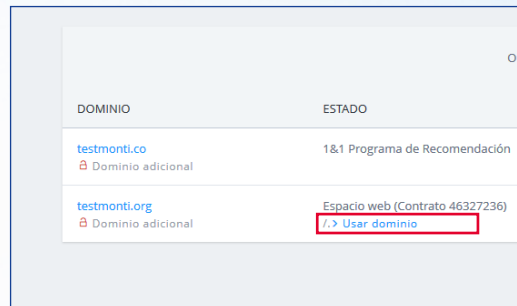 O
DOMINIO ESTADO
testmonti.co 1&1 Programa de Recomendación
Dominio adicional
testmonti.org Espacio web (Contrato 46327236)
Dominio adicional /.> Usar dominio